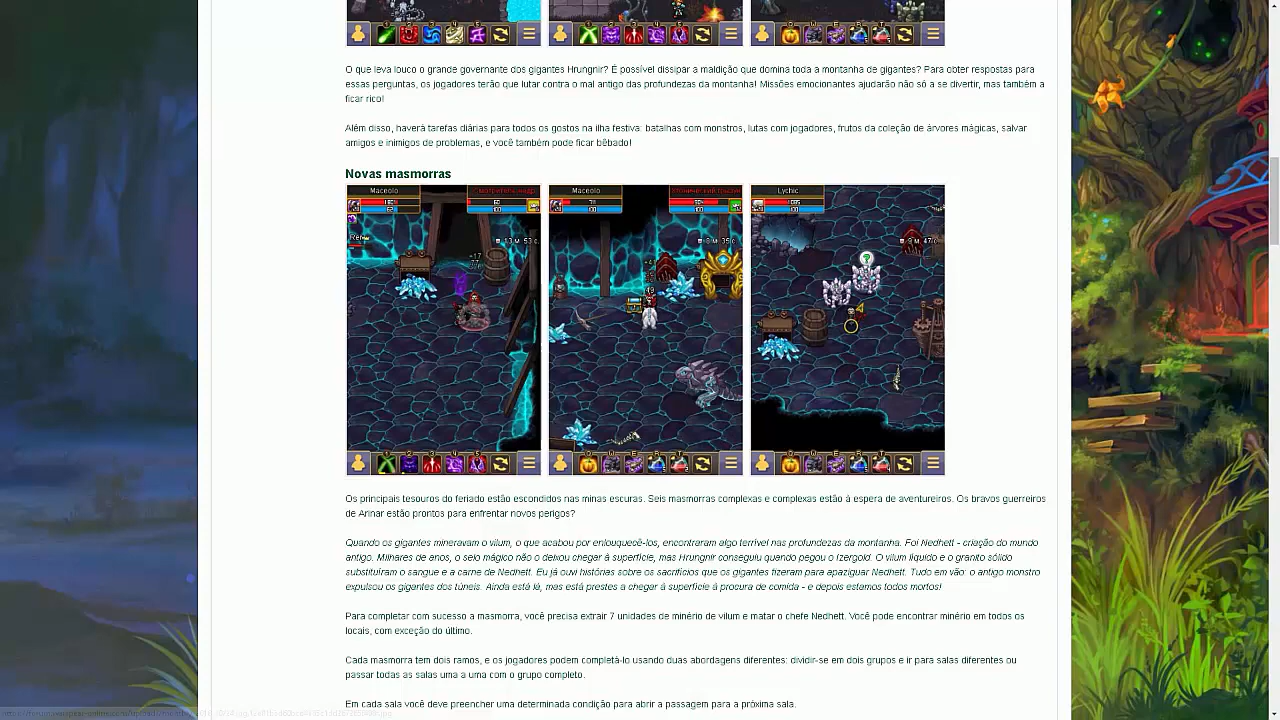 O que leva louco o grande governante dos gigantes Hrungnir? É possível dissipar a maldição que domina toda a montanha de gigantes? Para obter respostas para
essas perguntas, os jogadores terão que lutar contra o mal antigo das profundezas da montanha! Missões emocionantes ajudarão não só a se divertir, mas também a
ficar rico!
Além disso, haverá tarefas diárias para todos os gostos na ilha festiva: batalhas com monstros, lutas com jogadores, frutos da coleção de árvores mágicas, salvar
amigos e inimigos de problemas, e você também pode ficar bêbado!
Novas masmorras
Maceolo
Maceolo
Lychic
Os principais tesouros do feriado estão escondidos nas minas escuras. Seis masmorras complexas e complexas estão à espera de aventureiros. Os bravos guerreiros
de Arinar estão prontos para enfrentar novos perigos?
Quando os gigantes mineravam o vilum, o que acabou por enlouquecê-los, encontraram algo terrível nas profundezas da montanha. Foi Nedhett - criação do mundo
antigo. Milhares de anos, o selo mágico não o deixou chegar à superfície, mas Hrungnir conseguiu quando pegou o Izergold. O vilum líquido e o granito sólido
substituíram o sangue e a carne de Nedhett. Eu já ouvi histórias sobre os sacrifícios que os gigantes fizeram para apaziguar Nedhett. Tudo em vão: o antigo monstro
expulsou os gigantes dos túneis. Ainda está lá, mas está prestes a chegar à superfície à procura de comida - e depois estamos todos mortos!
Para completar com sucesso a masmorra, você precisa extrair 7 unidades de minério de vilum e matar o chefe Nedhett. Você pode encontrar minério em todos os
locais, com exceção do último.
Cada masmorra tem dois ramos, e os jogadores podem completá-lo usando duas abordagens diferentes: dividir-se em dois grupos e ir para salas diferentes ou
passar todas as salas uma a uma com o grupo completo.
Em cada sala você deve preencher uma determinada condição para abrir a passagem para a próxima sala.